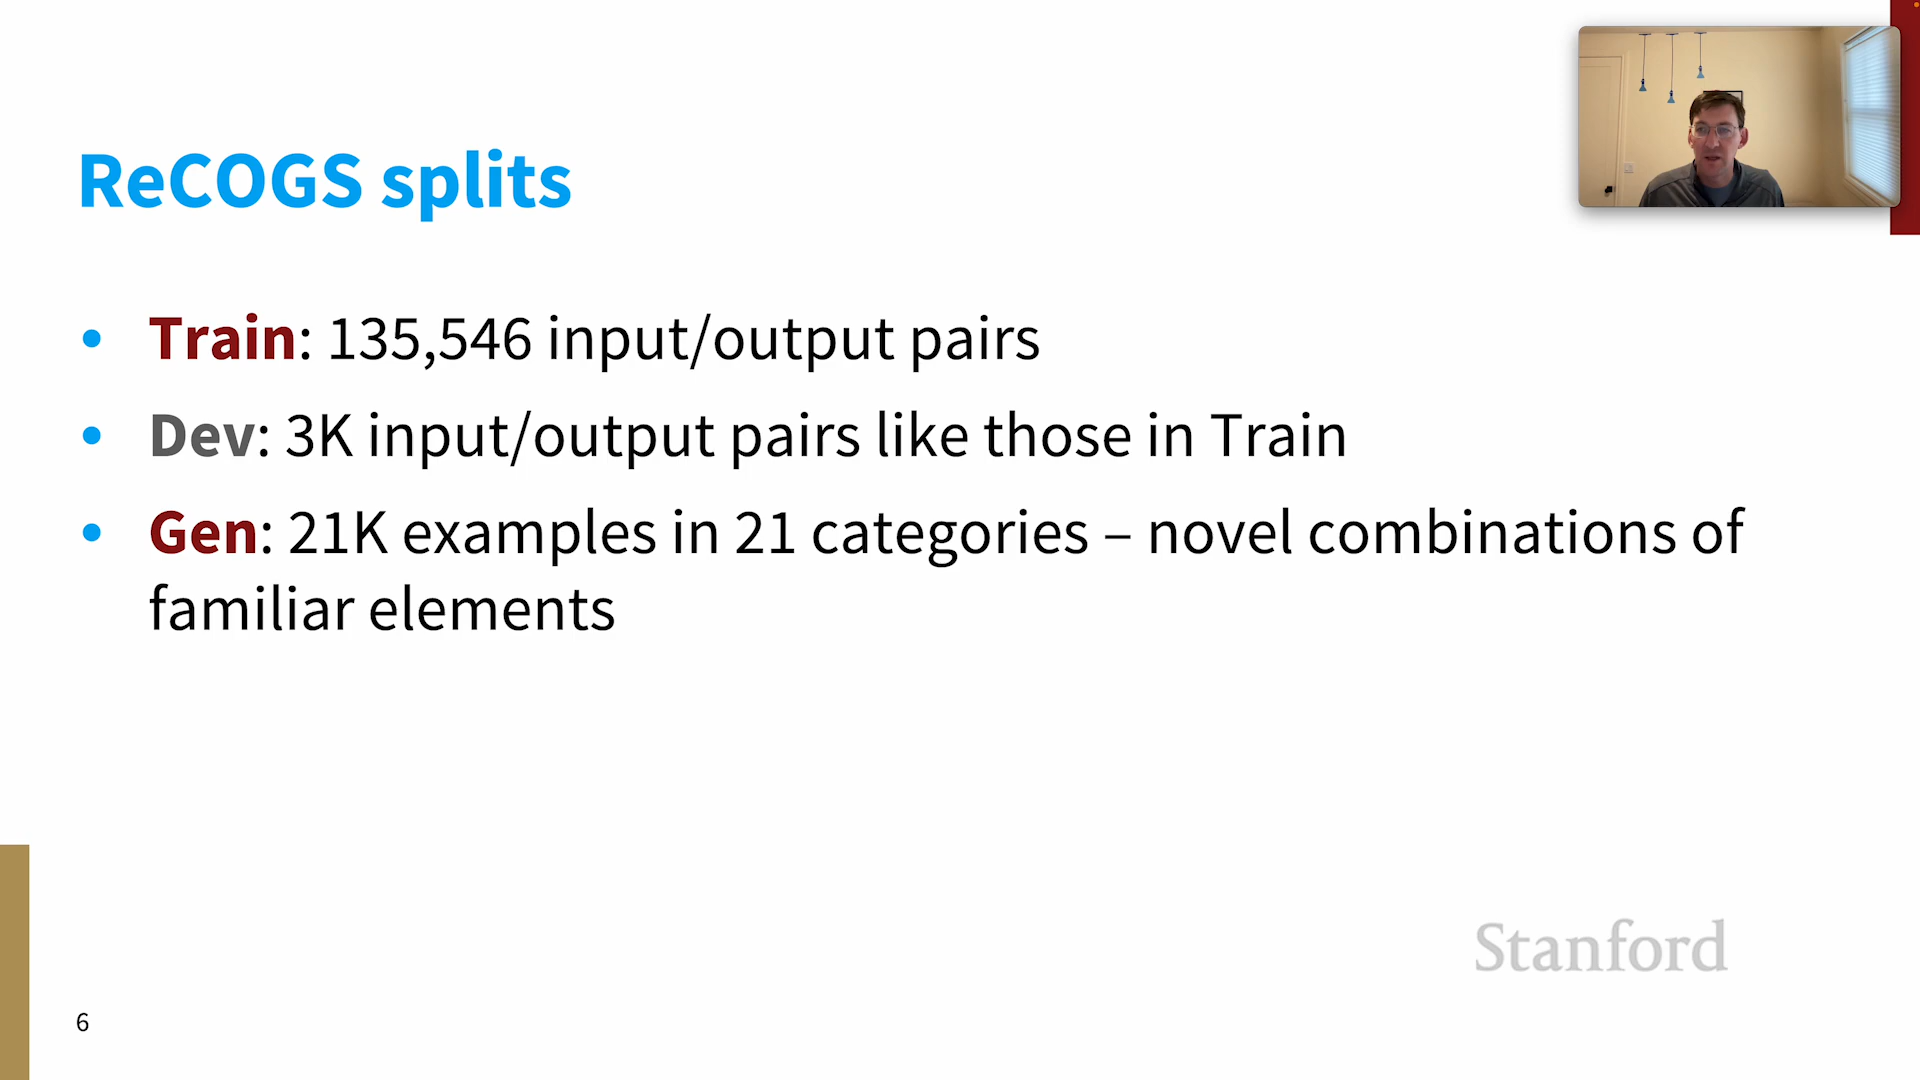 ReCOGS splits
• Train: 135,546 input/output pairs
• Dev: 3K input/output pairs like those in Train
• Gen: 21K examples in 21 categories – novel combinations of
familiar elements
Stanford
6